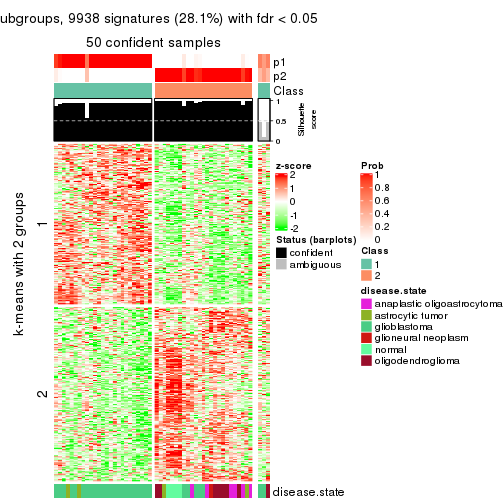 ubgroups, 9938 signatures (28.1%) with fdr < 0.05
50 confident samples
p1
p2
Class
1
0.5
0
Silhouette
score
k-means with 2 groups
1
2
z-score
2
1
0
-1
-2
Status (barplots)
confident
ambiguous
Prob
1
0.8
0.6
0.4
0.2
0
Class
1
2
disease.state
anaplastic oligoastrocytoma
astrocytic tumor
glioblastoma
glioneural neoplasm
normal
oligodendroglioma
disease.state